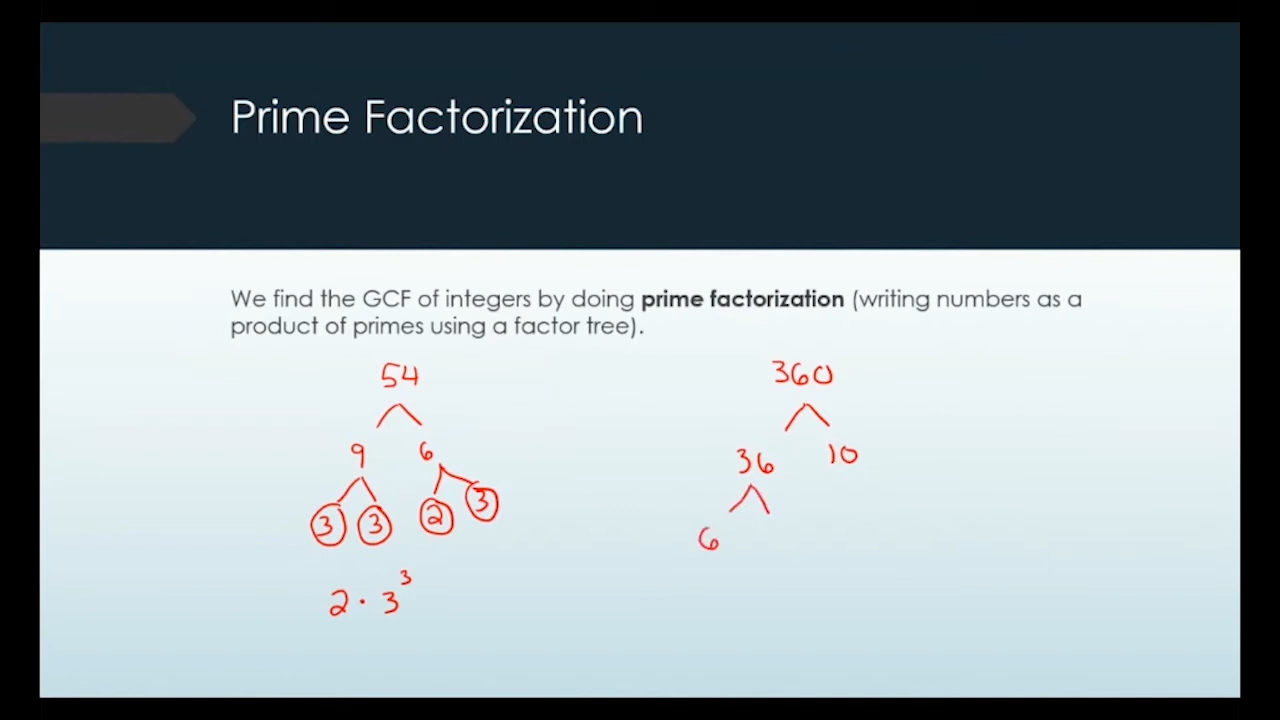 Prime Factorization
We find the GCF of integers by doing prime factorization (writing numbers as a
product of primes using a factor tree).
54
360
9 6
36 10
3 3 2 3
6
2 · 3³